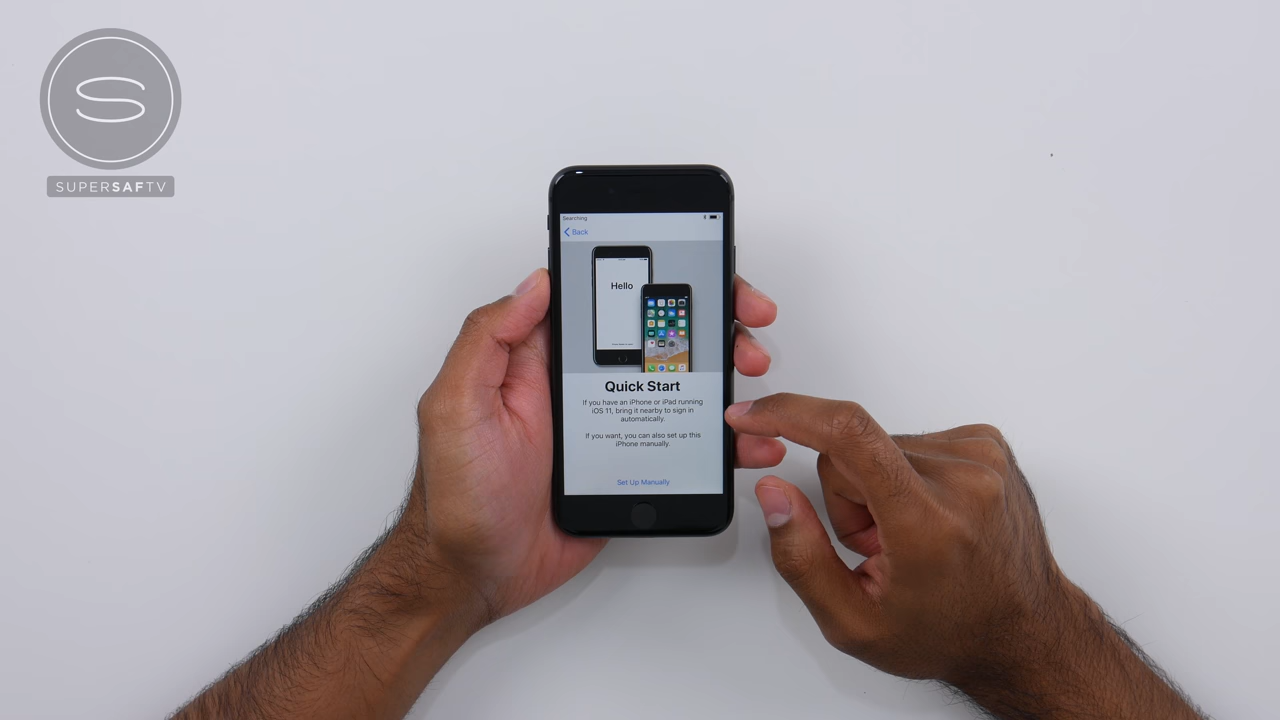 SUPERSAFTV
Searching
Back
Hello
Quick Start
If you have an iPhone or iPad running
iOS 11, bring it nearby to sign in
automatically.
If you want, you can also set up this
iPhone manually.
Set Up Manually